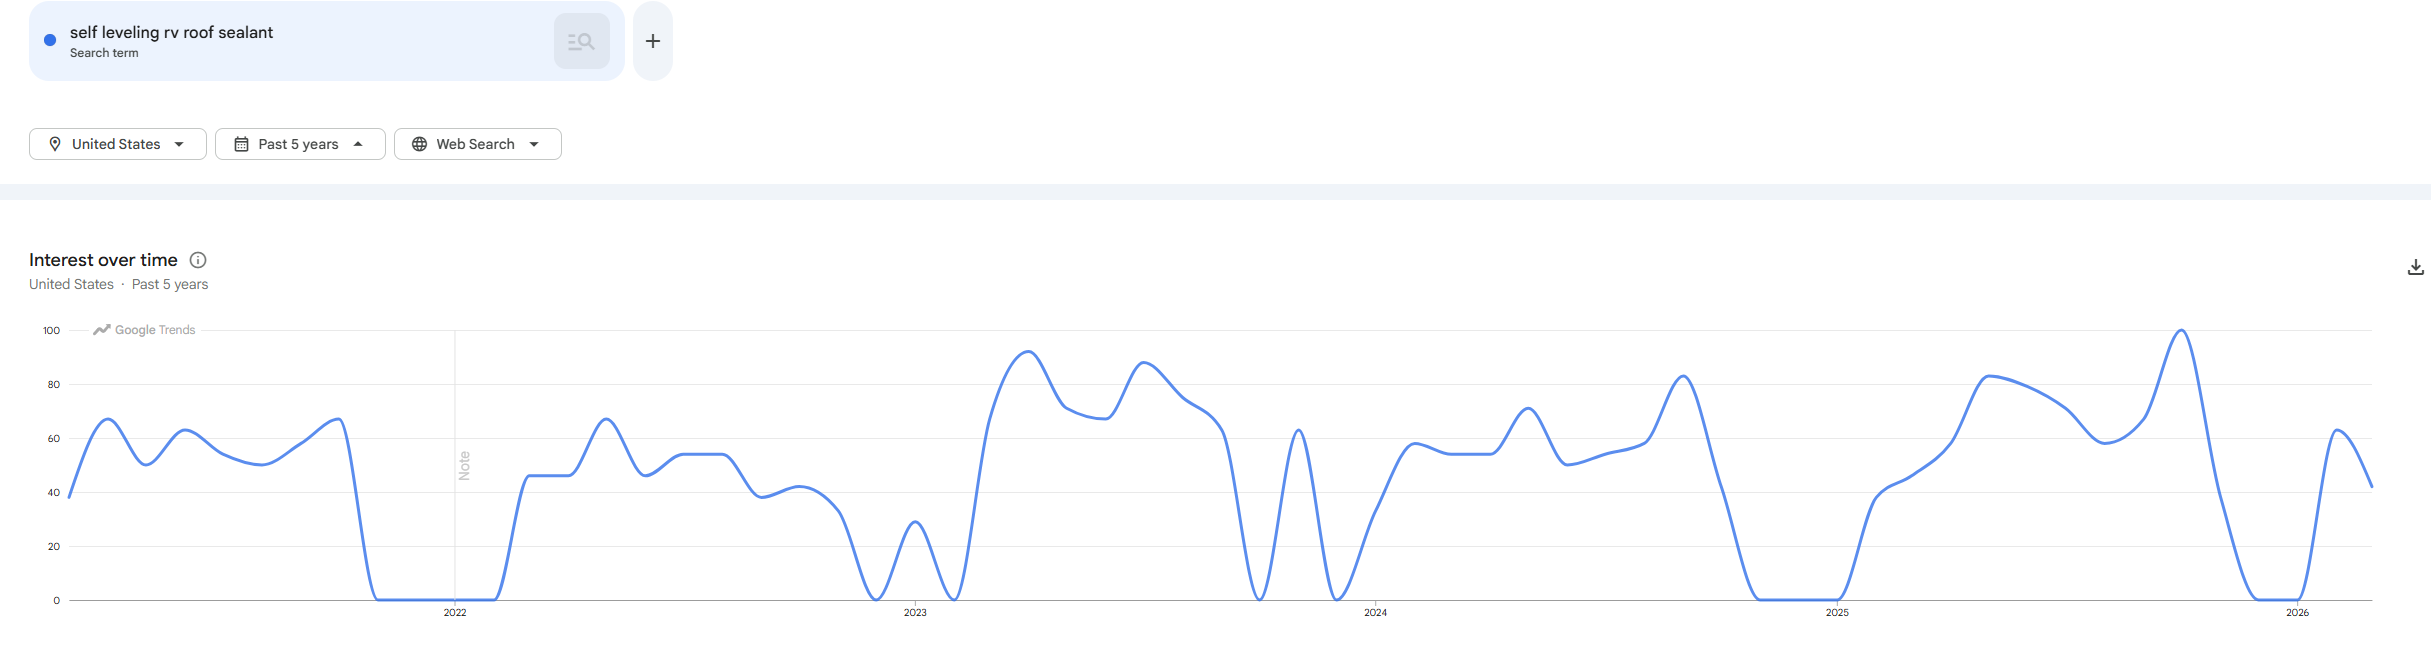 self leveling rv roof sealant
Search term
+
United States
Past 5 years
Web Search
Interest over time
United States · Past 5 years
Google Trends
100
80
60
40
20
0
Note
2022
2023
2024
2025
2026